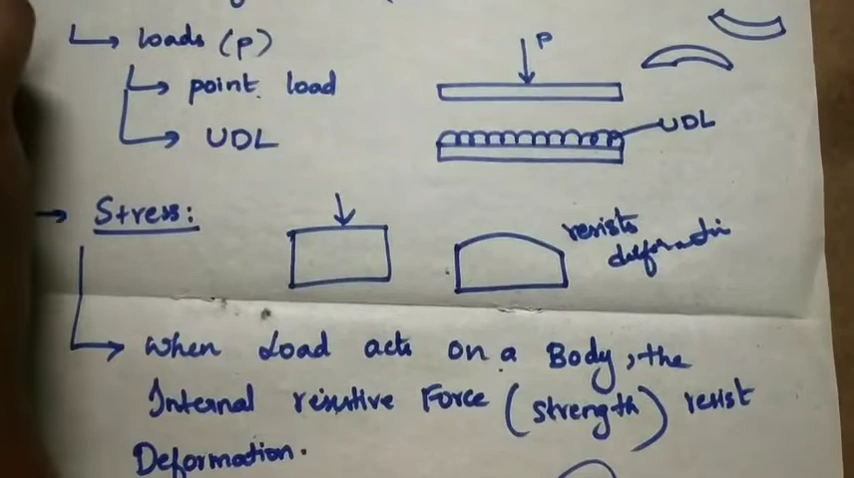 loads (P)
P
point load
UDL
UDL
Stress:
resists
When Load acts on a Body, the
Internal resistive Force (strength) resist
Deformation.